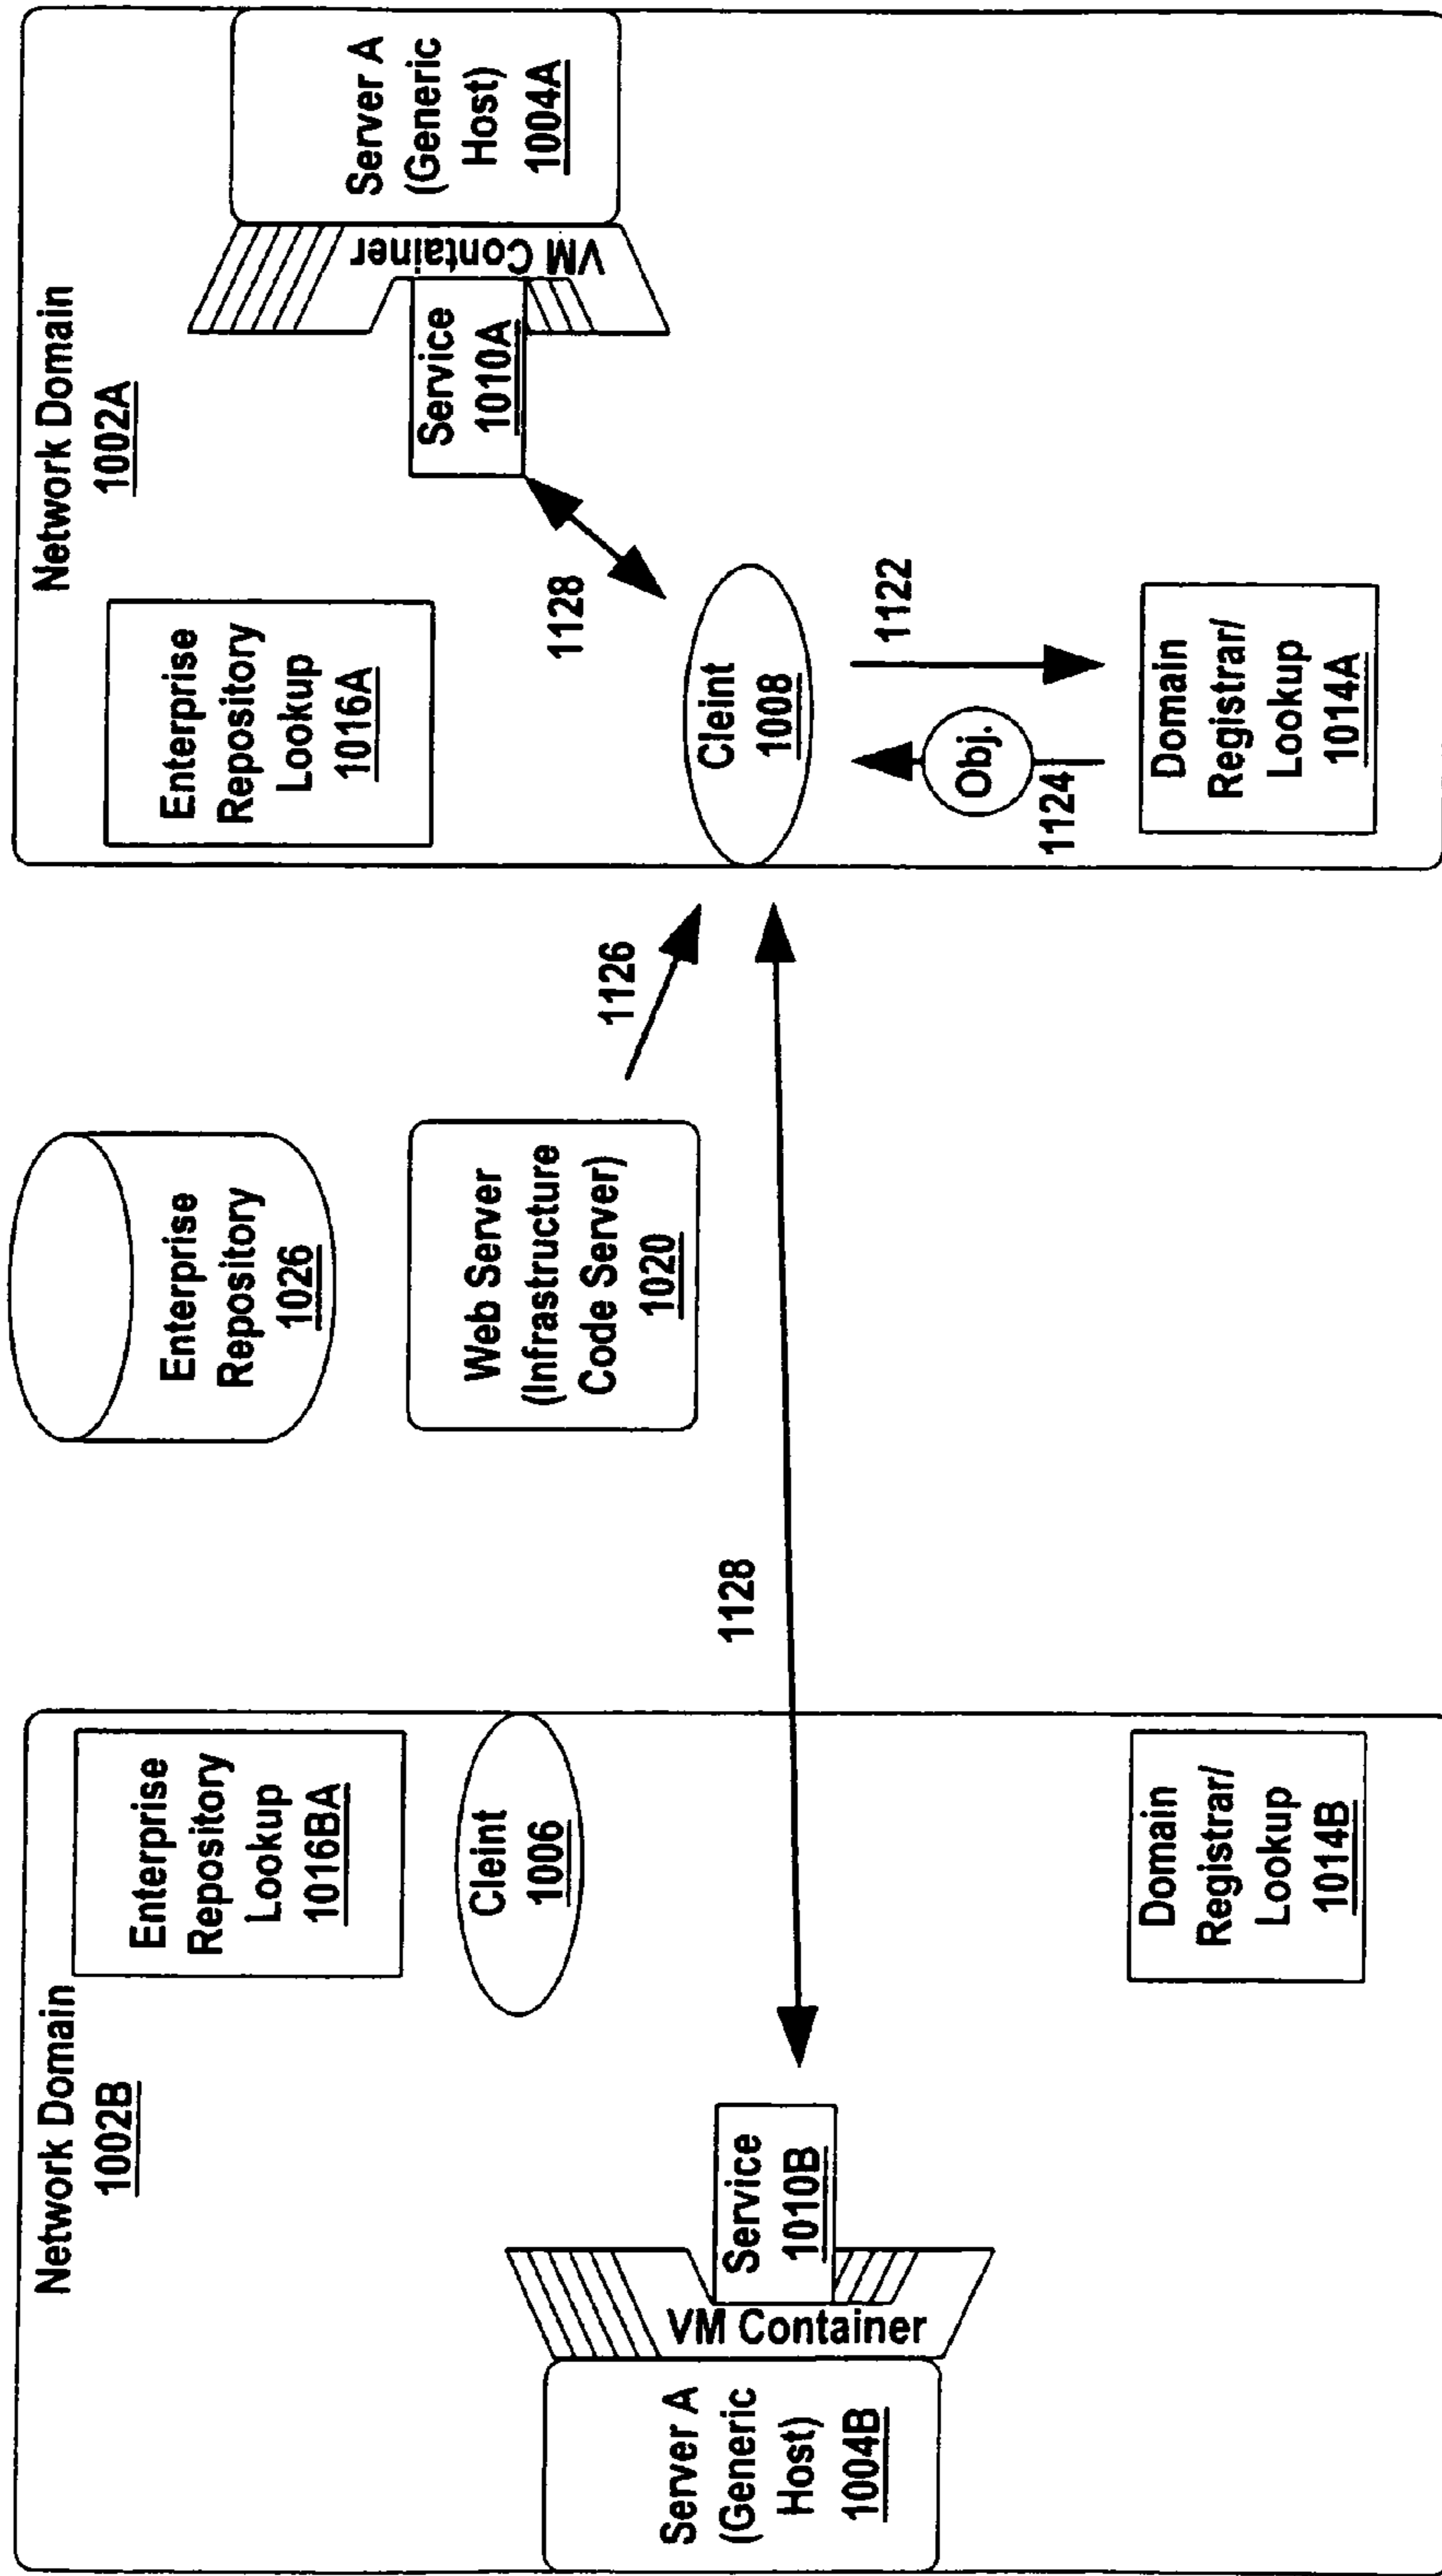 Network Domain
1002B
Enterprise
Repository
Lookup
1016BA
Cleint
1006
Service
1010B
VM Container
Server A
(Generic
Host)
1004B
Domain
Registrar/
Lookup
1014B
Enterprise
Repository
1026
Web Server
(Infrastructure
Code Server)
1020
1126
1128
Network Domain
1002A
Enterprise
Repository
Lookup
1016A
Server A
(Generic
Host)
1004A
VM Container
Service
1010A
1128
Cleint
1008
1122
Obj.
1124
Domain
Registrar/
Lookup
1014A